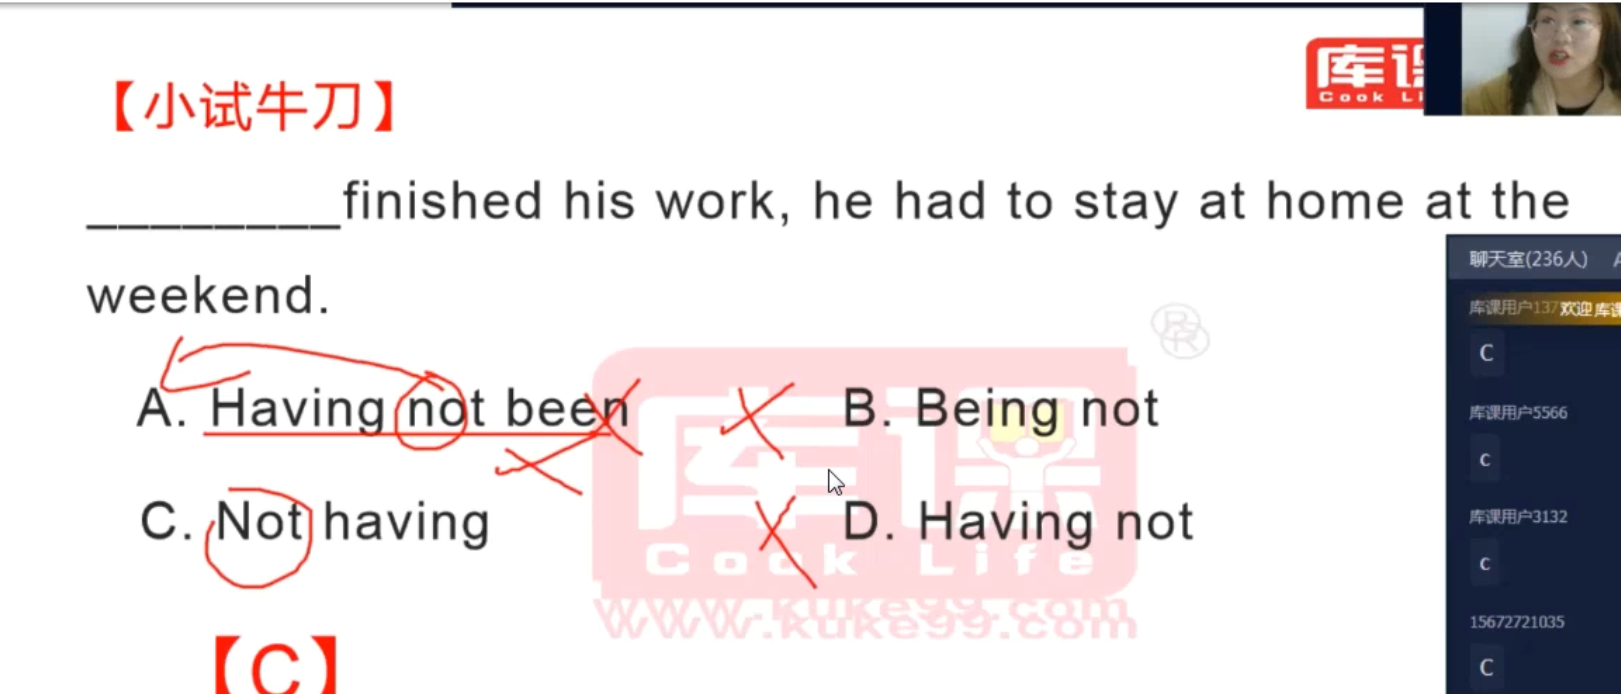 【小试牛刀】
库课
Cook Li
________finished his work, he had to stay at home at the
weekend.
A. Having not been
B. Being not
C. Not having
D. Having not
【C】
库课
Cook Life
www.kuke99.com
R
聊天室(236人) A
库课用户137 欢迎库课
C
库课用户5566
C
库课用户3132
C
15672721035
C